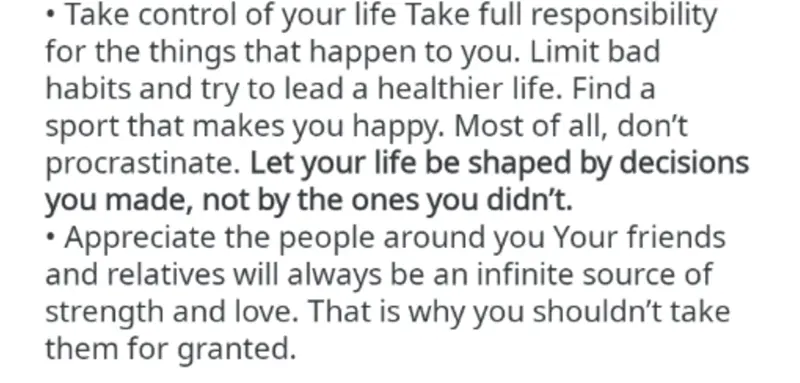 • Take control of your life Take full responsibility
for the things that happen to you. Limit bad
habits and try to lead a healthier life. Find a
sport that makes you happy. Most of all, don’t
procrastinate. Let your life be shaped by decisions
you made, not by the ones you didn’t.
• Appreciate the people around you Your friends
and relatives will always be an infinite source of
strength and love. That is why you shouldn’t take
them for granted.